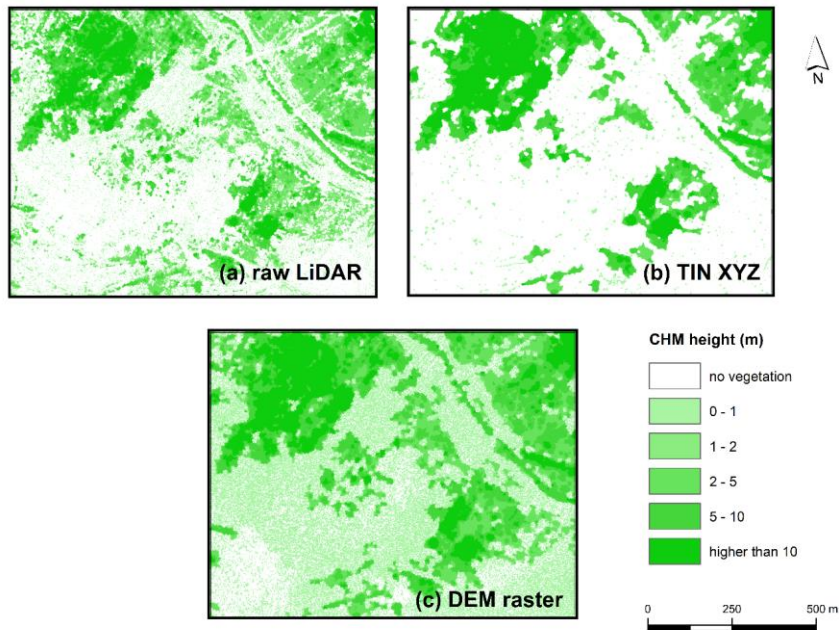 N
(a) raw LiDAR
(b) TIN XYZ
(c) DEM raster
CHM height (m)
no vegetation
0 - 1
1 - 2
2 - 5
5 - 10
higher than 10
0 250 500 m